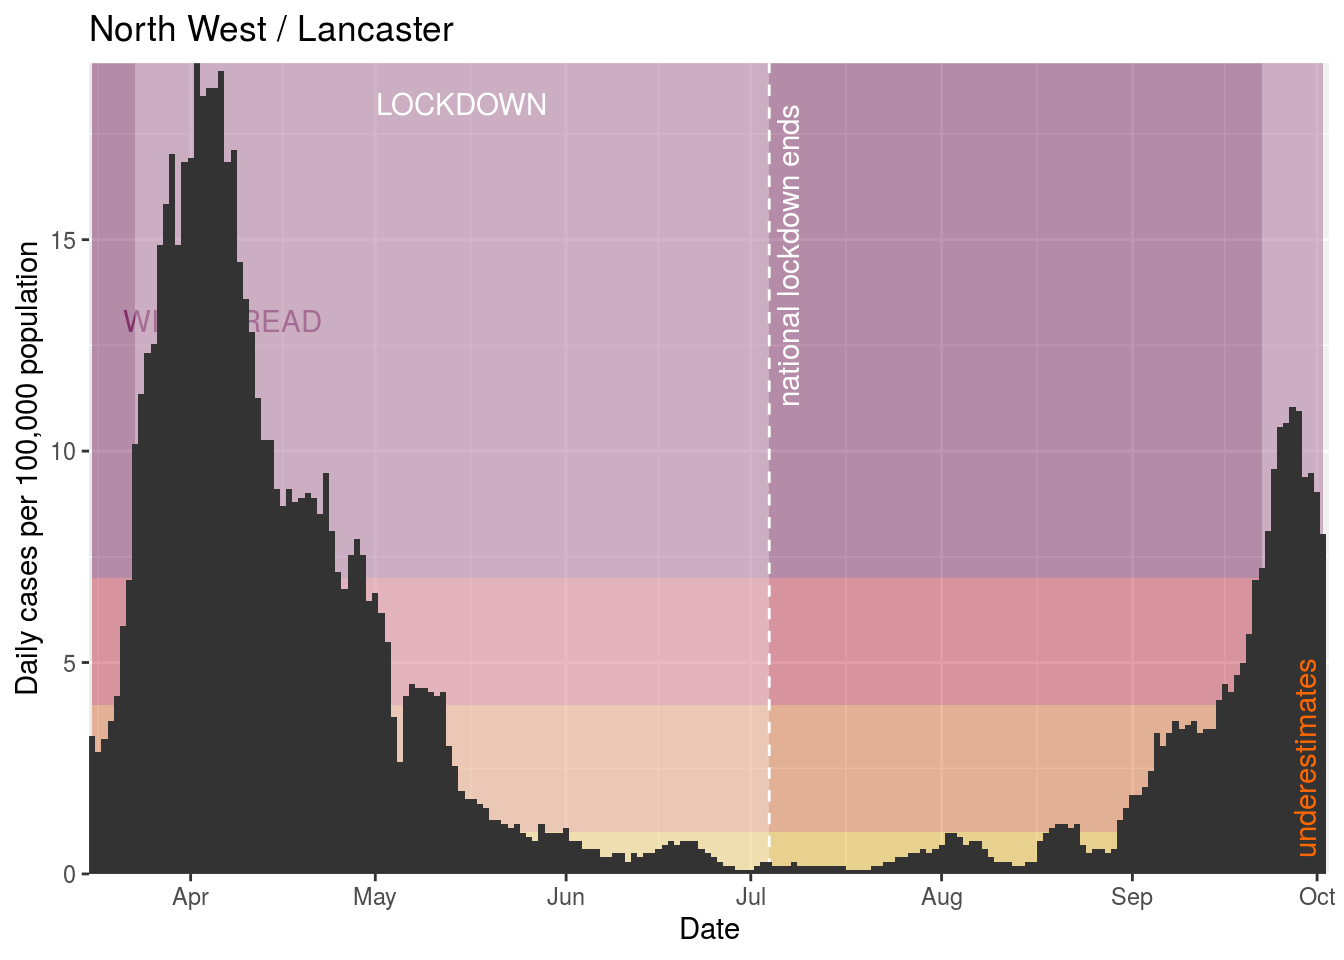 North West / Lancaster
LOCKDOWN
national lockdown ends
underestimates
Daily cases per 100,000 population
15
10
5
0
Apr
May
Jun
Jul
Aug
Sep
Oct
Date